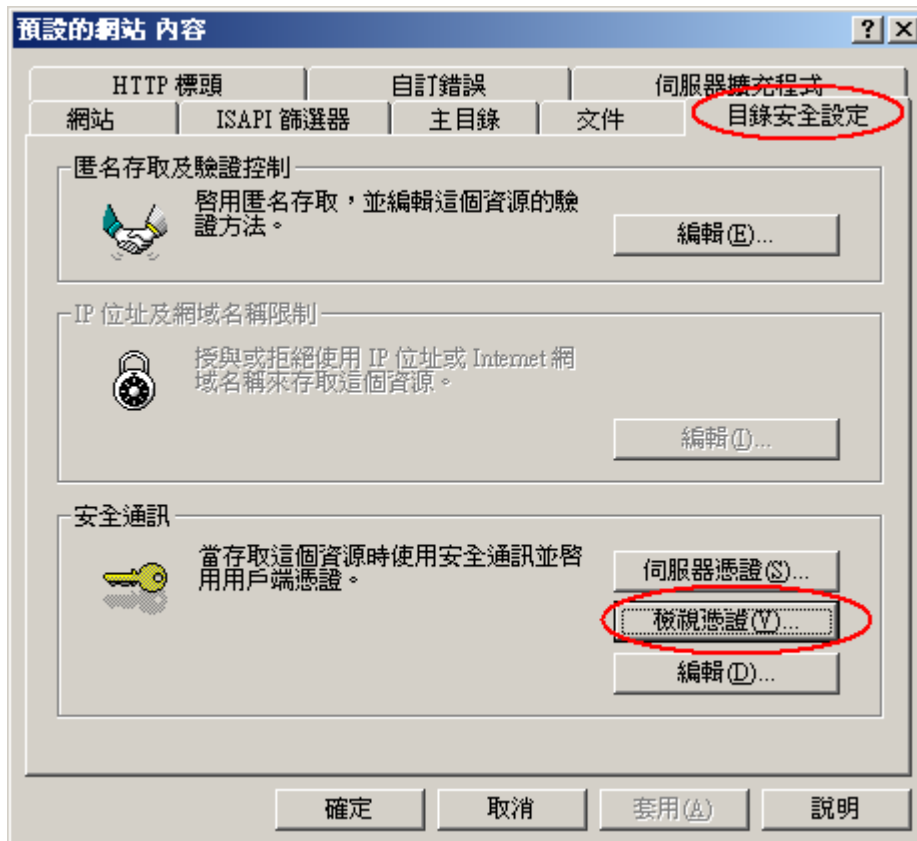 預設的網站 內容
HTTP 標頭 自訂錯誤 伺服器擴充程式
網站 ISAPI 篩選器 主目錄 文件 目錄安全設定
匿名存取及驗證控制
啟用匿名存取，並編輯這個資源的驗
證方法。
編輯(E)...
IP 位址及網域名稱限制
授與或拒絕使用 IP 位址或 Internet 網
域名稱來存取這個資源。
編輯(I)...
安全通訊
當存取這個資源時使用安全通訊並啟
用用戶端憑證。
伺服器憑證(S)...
檢視憑證(V)...
編輯(D)...
確定 取消 套用(A) 說明